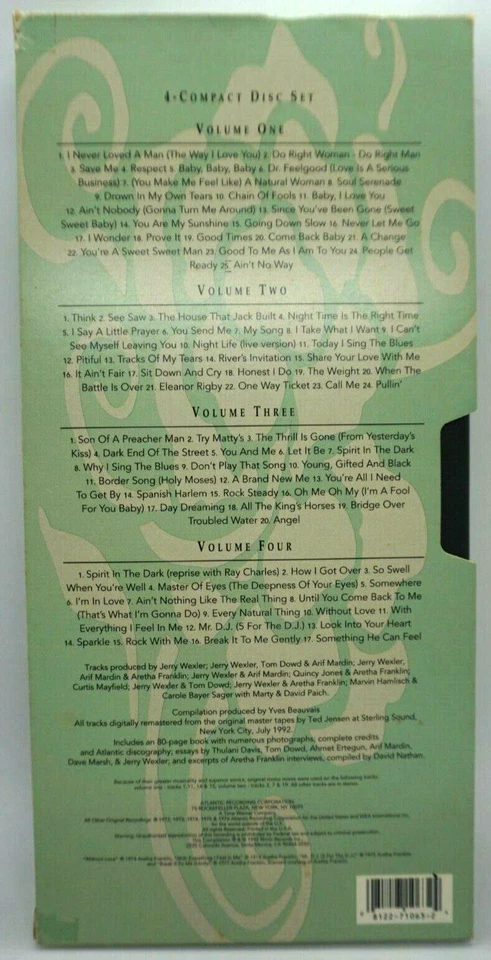 4-Compact Disc Set
Volume One
1. I Never Loved A Man (The Way I Love You) 2. Do Right Woman - Do Right Man
3. Save Me 4. Respect 5. Baby, Baby, Baby 6. Dr. Feelgood (Love Is A Serious
Business) 7. (You Make Me Feel Like) A Natural Woman 8. Soul Serenade
9. Drown In My Own Tears 10. Chain Of Fools 11. Baby, I Love You
12. Ain't Nobody (Gonna Turn Me Around) 13. Since You've Been Gone (Sweet
Sweet Baby) 14. You Are My Sunshine 15. Going Down Slow 16. Never Let Me Go
17. I Wonder 18. Prove It 19. Good Times 20. Come Back Baby 21. A Change
22. You're A Sweet Sweet Man 23. Good To Me As I Am To You 24. People Get
Ready 25. Ain't No Way
Volume Two
1. Think 2. See Saw 3. The House That Jack Built 4. Night Time Is The Right Time
5. I Say A Little Prayer 6. You Send Me 7. My Song 8. I Take What I Want 9. I Can't
See Myself Leaving You 10. Night Life (live version) 11. Today I Sing The Blues
12. Pitiful 13. Tracks Of My Tears 14. River's Invitation 15. Share Your Love With Me
16. It Ain't Fair 17. Sit Down And Cry 18. Honest I Do 19. The Weight 20. When The
Battle Is Over 21. Eleanor Rigby 22. One Way Ticket 23. Call Me 24. Pullin'
Volume Three
1. Son Of A Preacher Man 2. Try Matty's 3. The Thrill Is Gone (From Yesterday's
Kiss) 4. Dark End Of The Street 5. You And Me 6. Let It Be 7. Spirit In The Dark
8. Why I Sing The Blues 9. Don't Play That Song 10. Young, Gifted And Black
11. Border Song (Holy Moses) 12. A Brand New Me 13. You're All I Need
To Get By 14. Spanish Harlem 15. Rock Steady 16. Oh Me Oh My (I'm A Fool
For You Baby) 17. Day Dreaming 18. All The King's Horses 19. Bridge Over
Troubled Water 20. Angel
Volume Four
1. Spirit In The Dark (reprise with Ray Charles) 2. How I Got Over 3. So Swell
When You're Well 4. Master Of Eyes (The Deepness Of Your Eyes) 5. Somewhere
6. I'm In Love 7. Ain't Nothing Like The Real Thing 8. Until You Come Back To Me
(That's What I'm Gonna Do) 9. Every Natural Thing 10. Without Love 11. With
Everything I Feel In Me 12. Mr. D.J. (5 For The D.J.) 13. Look Into Your Heart
14. Sparkle 15. Rock With Me 16. Break It To Me Gently 17. Something He Can Feel
Tracks produced by Jerry Wexler; Jerry Wexler, Tom Dowd & Arif Mardin; Jerry Wexler,
Arif Mardin & Aretha Franklin; Jerry Wexler & Arif Mardin; Quincy Jones & Aretha Franklin;
Curtis Mayfield; Jerry Wexler & Tom Dowd; Jerry Wexler & Aretha Franklin; Marvin Hamlisch &
Carole Bayer Sager with Marty & David Paich.
Compilation produced by Yves Beauvais
All tracks digitally remastered from the original master tapes by Ted Jensen at Sterling Sound,
New York City, July 1992.
Includes an 80-page book with numerous photographs; complete credits
and Atlantic discography; essays by Thulani Davis, Tom Dowd, Ahmet Ertegun, Arif Mardin,
Dave Marsh, & Jerry Wexler; and excerpts of Aretha Franklin interviews, compiled by David Nathan.
ATLANTIC RECORDING CORPORATION
75 ROCKEFELLER PLAZA, NEW YORK, NY 10019
A Time Warner Company
8122-71063-2